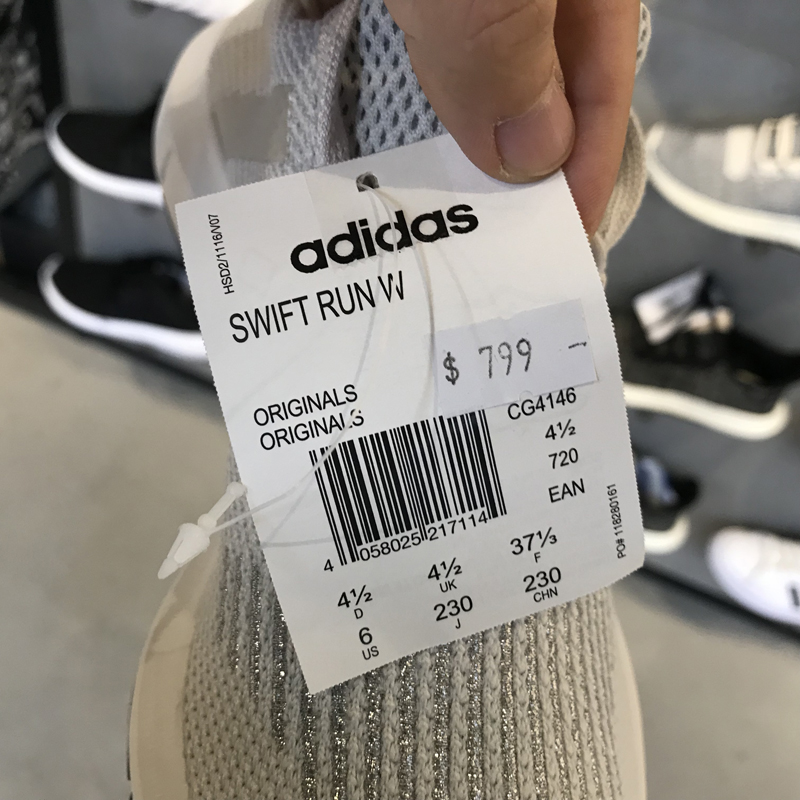 HSD2/1116/V07
adidas
SWIFT RUN W
$ 799 -
ORIGINALS
ORIGINALS
CG4146
4½
720
EAN
4 058025 217114
PO# 118280161
4½ D
4½ UK
37⅓ F
6 US
230 J
230 CHN